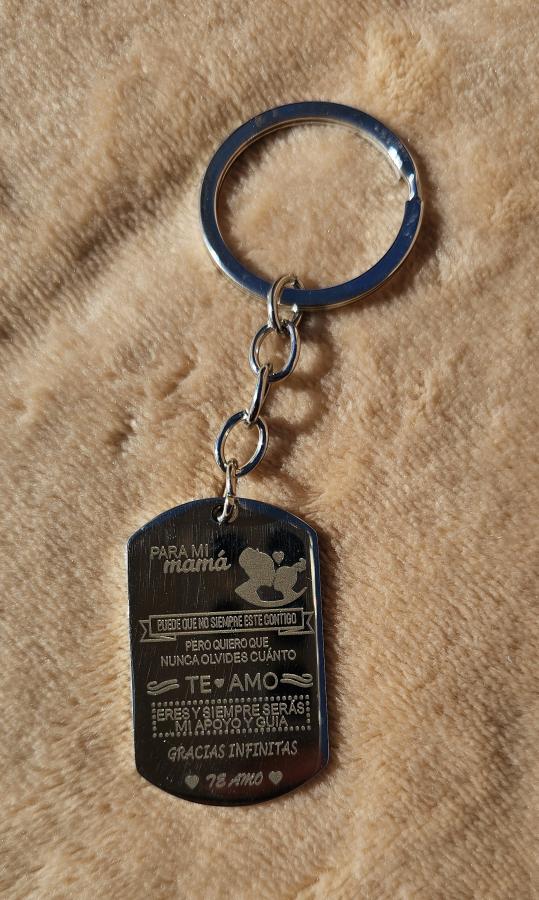 PARA MI
mamá
PUEDE QUE NO SIEMPRE ESTE CONTIGO
PERO QUIERO QUE
NUNCA OLVIDES CUÁNTO
TE AMO
ERES Y SIEMPRE SERÁS
MI APOYO Y GUIA
GRACIAS INFINITAS
TE AMO